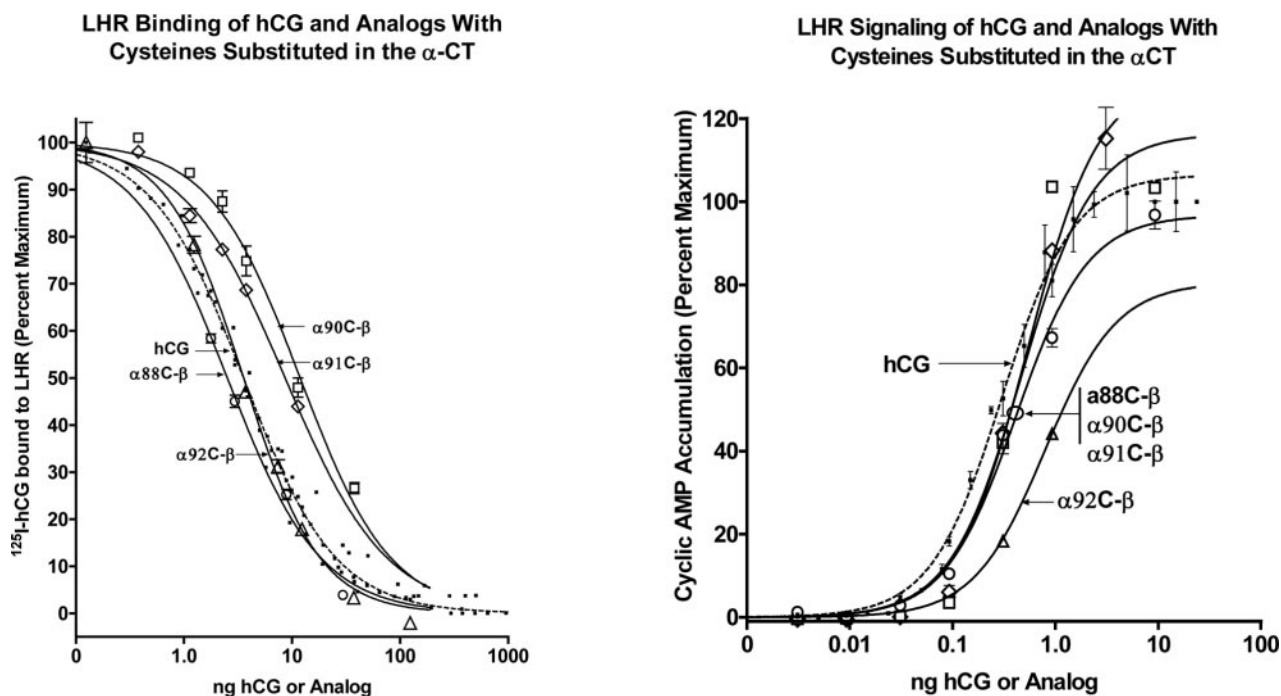 LHR Binding of hCG and Analogs With
Cysteines Substituted in the α-CT
¹²⁵I-hCG bound to LHR (Percent Maximum)
100
90
80
70
60
50
40
30
20
10
0
hCG
α88C-β
α92C-β
α90C-β
α91C-β
0
1.0
10
100
1000
ng hCG or Analog
LHR Signaling of hCG and Analogs With
Cysteines Substituted in the αCT
Cyclic AMP Accumulation (Percent Maximum)
120
100
80
60
40
20
0
hCG
a88C-β
α90C-β
α91C-β
α92C-β
0
0.01
0.1
1.0
10
100
ng hCG or Analog